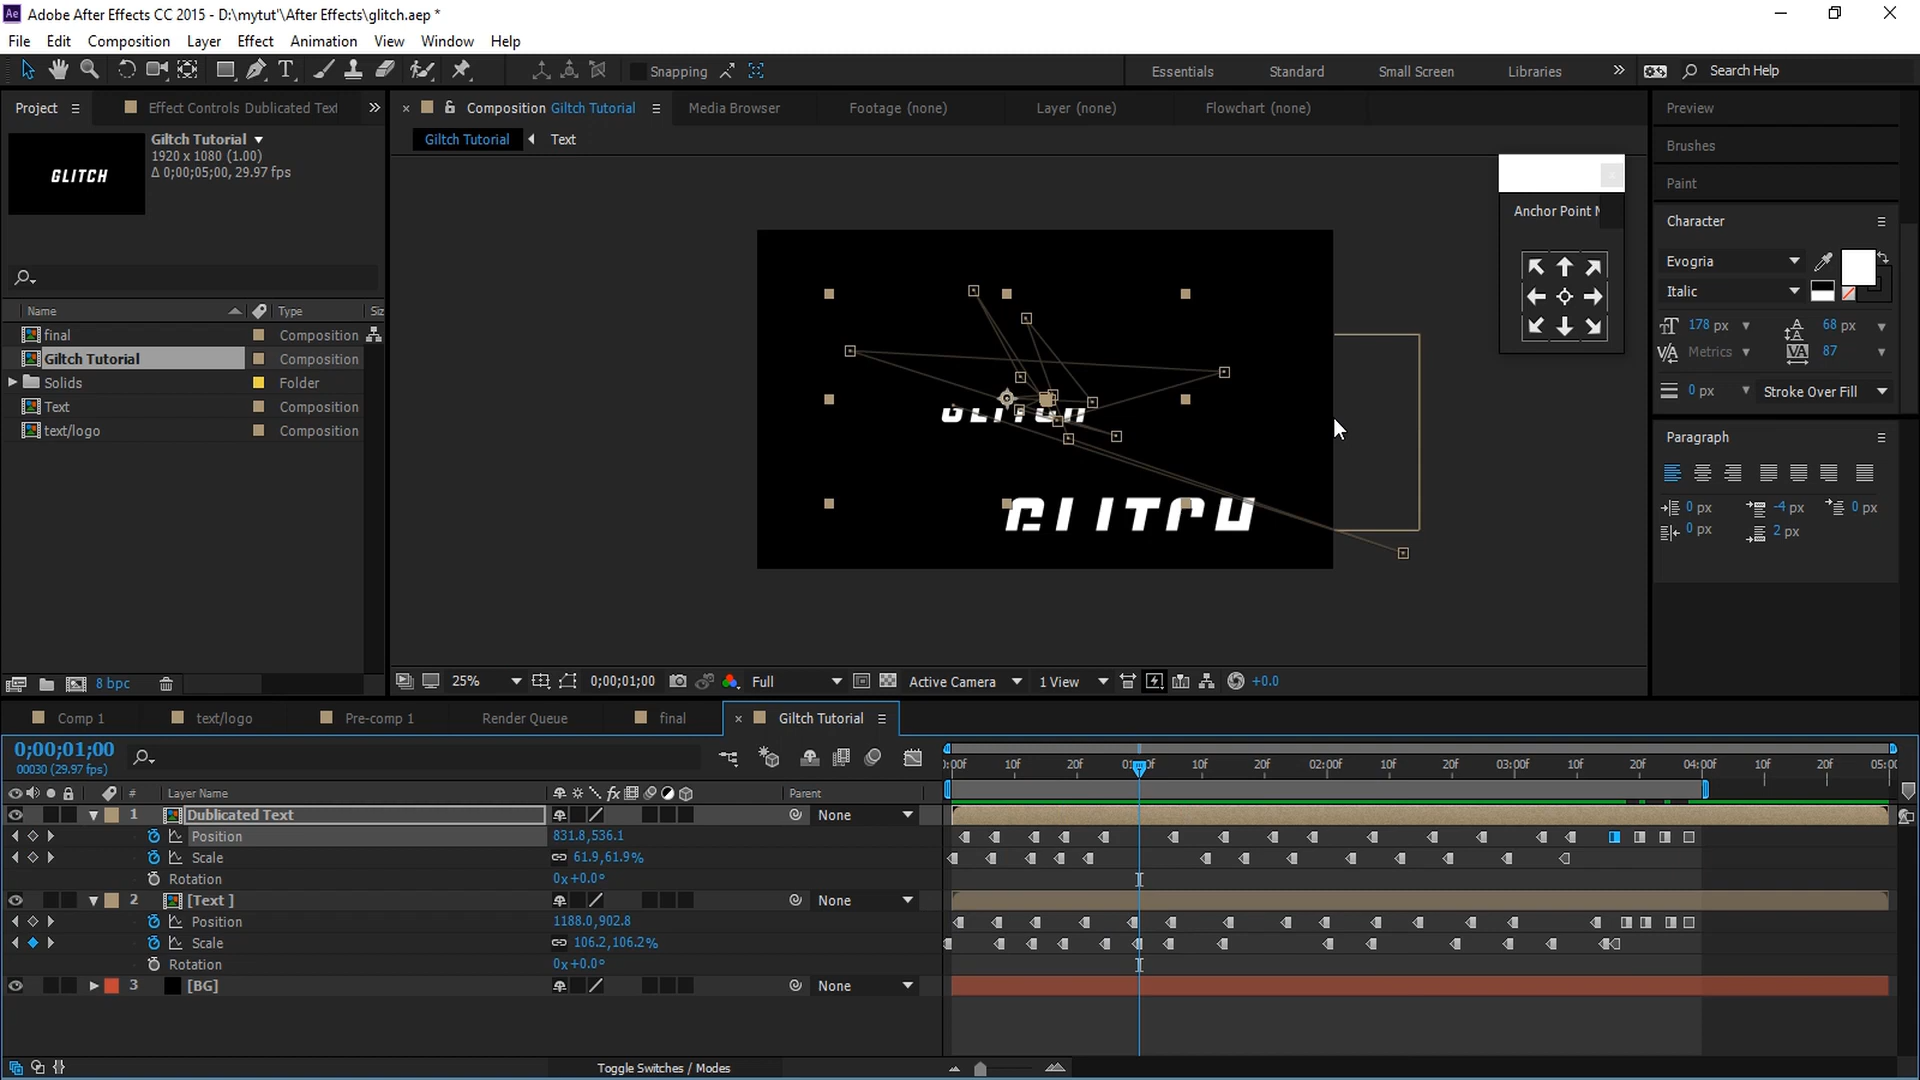 Adobe After Effects CC 2015 - D:\mytut'\After Effects\glitch.aep *
File Edit Composition Layer Effect Animation View Window Help
Snapping
Essentials Standard Small Screen Libraries
Search Help
Project
Effect Controls Dublicated Text
Composition Giltch Tutorial
Media Browser
Footage (none)
Layer (none)
Flowchart (none)
Giltch Tutorial
Text
GLITCH
Giltch Tutorial
1920 x 1080 (1.00)
Δ 0;00;05;00, 29.97 fps
Name Type Siz
final Composition
Giltch Tutorial Composition
Solids Folder
Text Composition
text/logo Composition
8 bpc
Anchor Point M
GLITCH
GLITCH
25%
0;00;01;00
Full
Active Camera
1 View
+0.0
Preview
Brushes
Paint
Character
Evogria
Italic
178 px 68 px
Metrics 87
0 px Stroke Over Fill
Paragraph
0 px -4 px 0 px
0 px 2 px
Comp 1 text/logo Pre-comp 1 Render Queue final Giltch Tutorial
0;00;01;00
00030 (29.97 fps)
# Layer Name Parent
):00f 10f 20f 01:00f 10f 20f 02:00f 10f 20f 03:00f 10f 20f 04:00f 10f 20f 05:00
1 Dublicated Text None
Position 831.8,536.1
Scale 61.9,61.9%
Rotation 0x+0.0°
2 [Text ] None
Position 1188.0,902.8
Scale 106.2,106.2%
Rotation 0x+0.0°
3 [BG] None
Toggle Switches / Modes